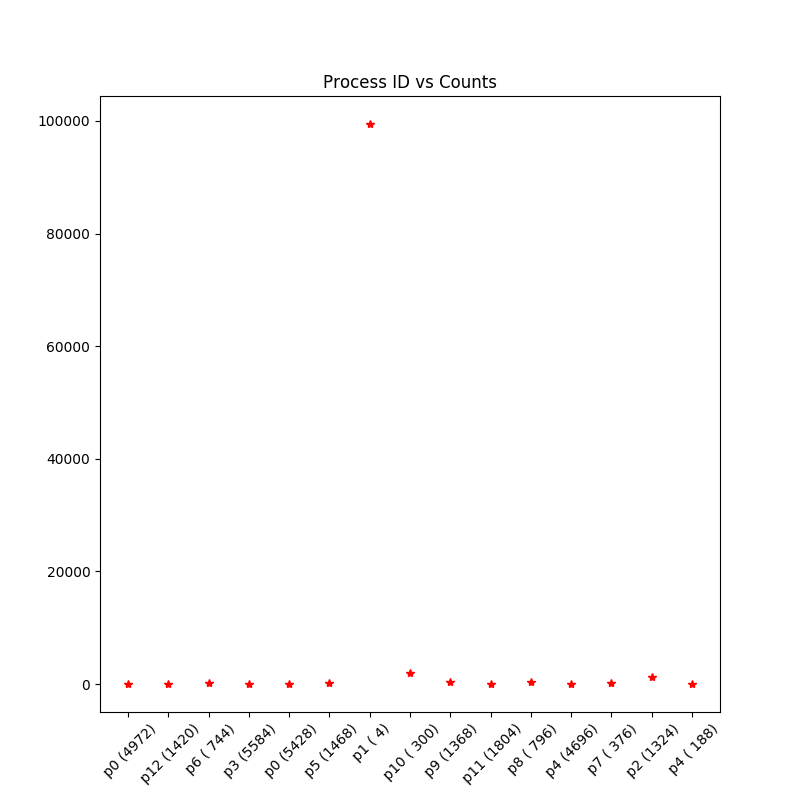 Process ID vs Counts
100000
80000
60000
40000
20000
0
p0 (4972)
p12 (1420)
p6 ( 744)
p3 (5584)
p0 (5428)
p5 (1468)
p1 ( 4)
p10 ( 300)
p9 (1368)
p11 (1804)
p8 ( 796)
p4 (4696)
p7 ( 376)
p2 (1324)
p4 ( 188)